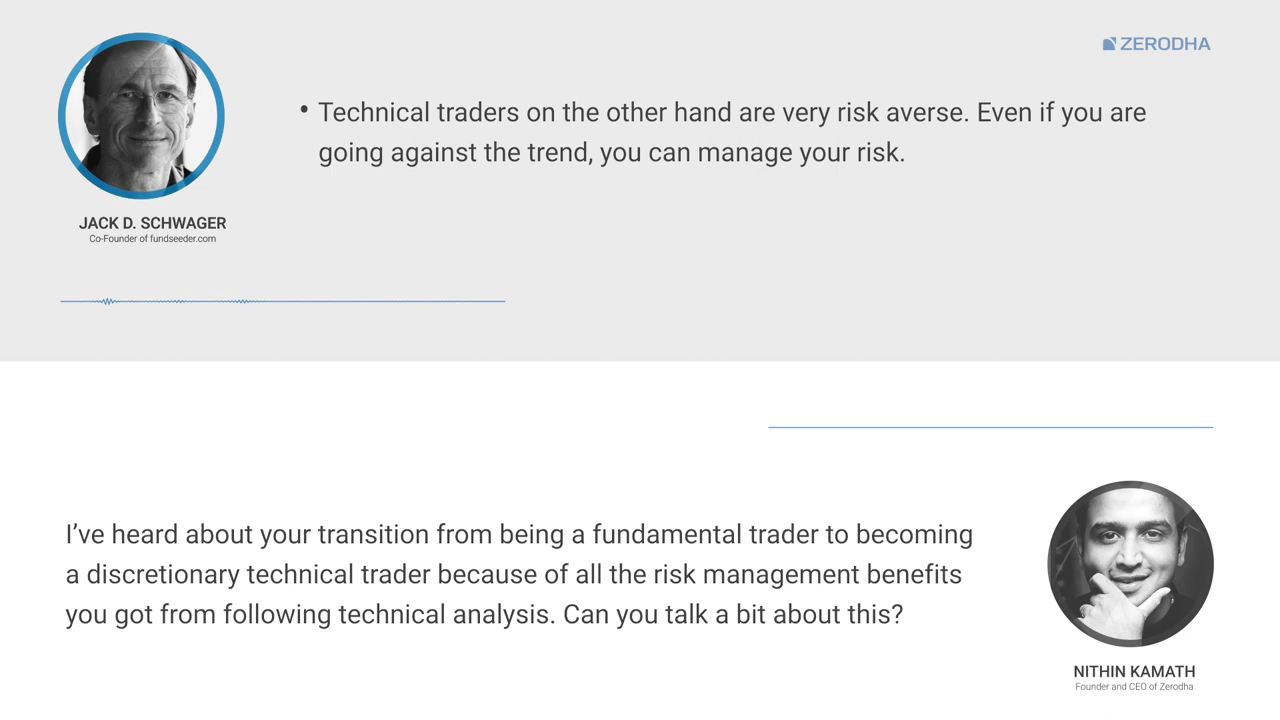 ZERODHA
• Technical traders on the other hand are very risk averse. Even if you are
going against the trend, you can manage your risk.
JACK D. SCHWAGER
Co-Founder of fundseeder.com
I’ve heard about your transition from being a fundamental trader to becoming
a discretionary technical trader because of all the risk management benefits
you got from following technical analysis. Can you talk a bit about this?
NITHIN KAMATH
Founder and CEO of Zerodha